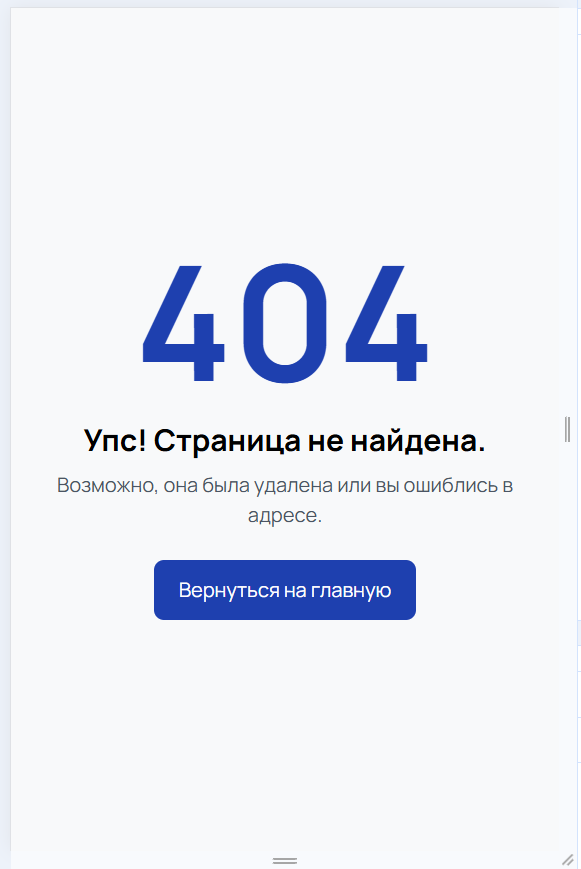 404
Упс! Страница не найдена.
Возможно, она была удалена или вы ошиблись в
адресе.
Вернуться на главную